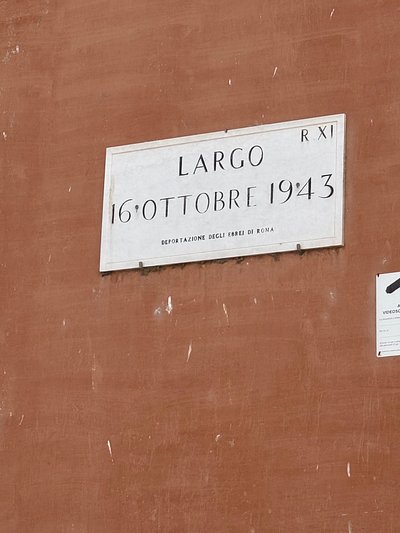 R XI
LARGO
16 OTTOBRE 1943
DEPORTAZIONE DEGLI EBREI DI ROMA